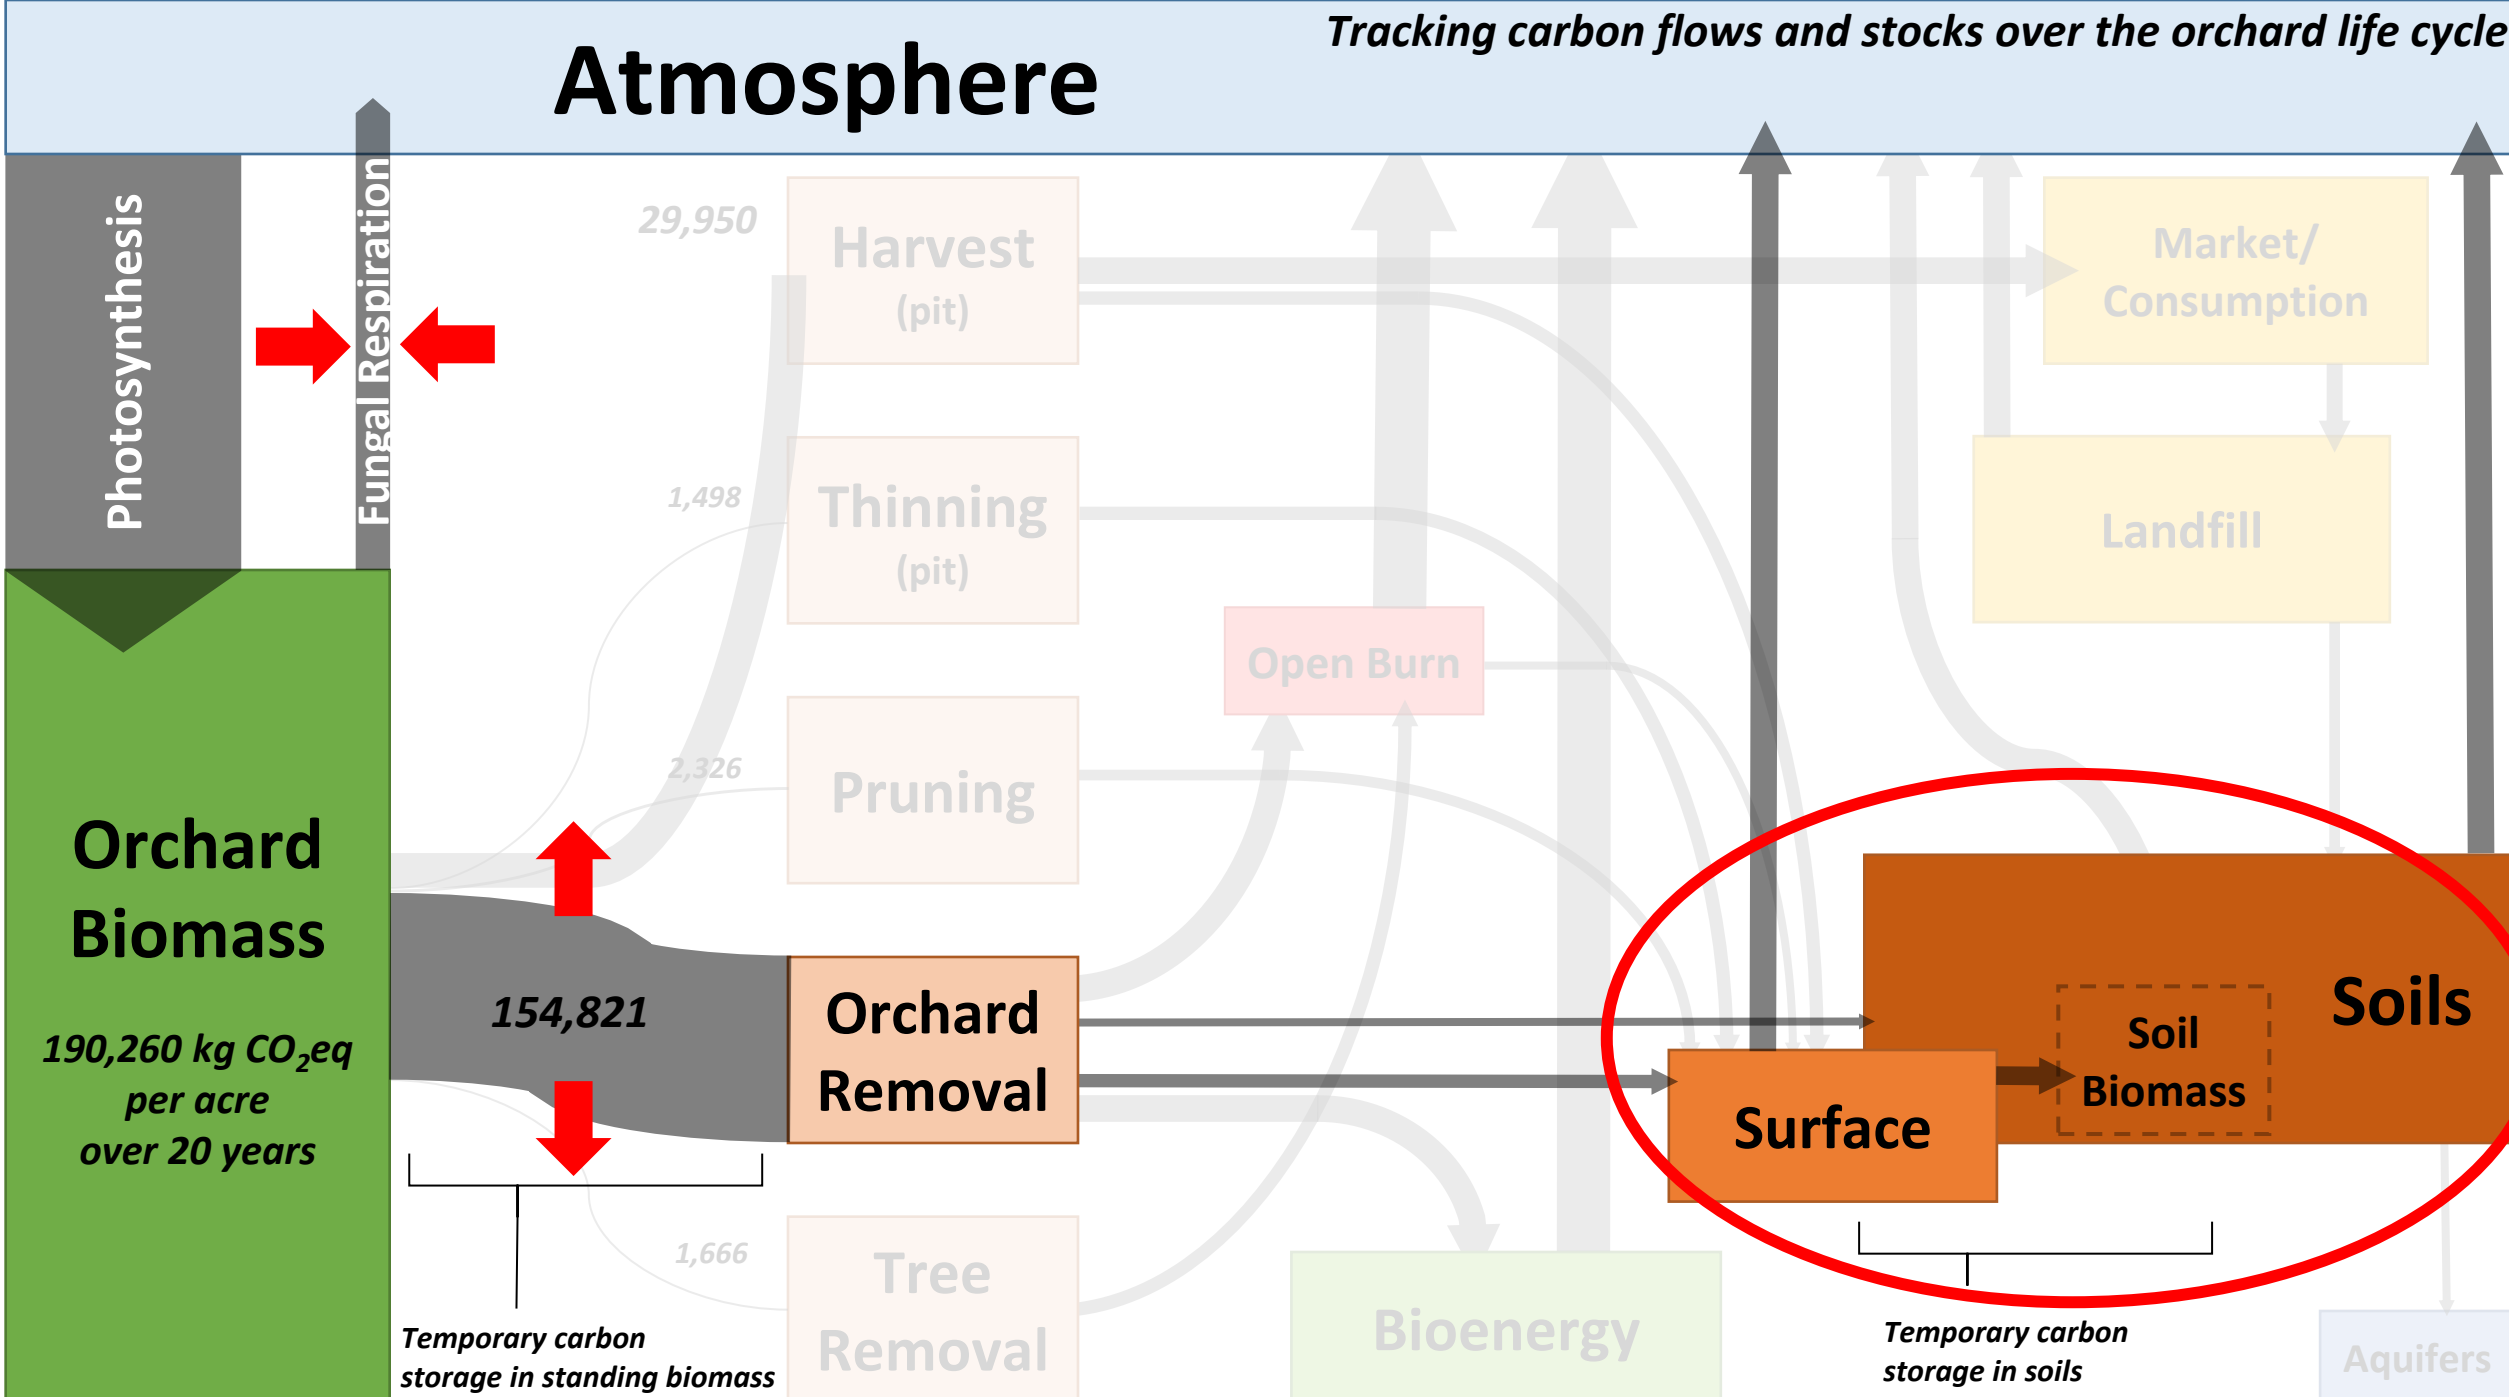 Tracking carbon flows and stocks over the orchard life cycle
Atmosphere
Photosynthesis
Fungal Respiration
29,950
Harvest
(pit)
Market/
Consumption
1,498
Thinning
(pit)
Landfill
Open Burn
2,326
Pruning
Orchard
Biomass
190,260 kg CO₂eq
per acre
over 20 years
154,821
Orchard
Removal
Soils
Soil
Biomass
Surface
1,666
Tree
Removal
Bioenergy
Temporary carbon
storage in standing biomass
Temporary carbon
storage in soils
Aquifers